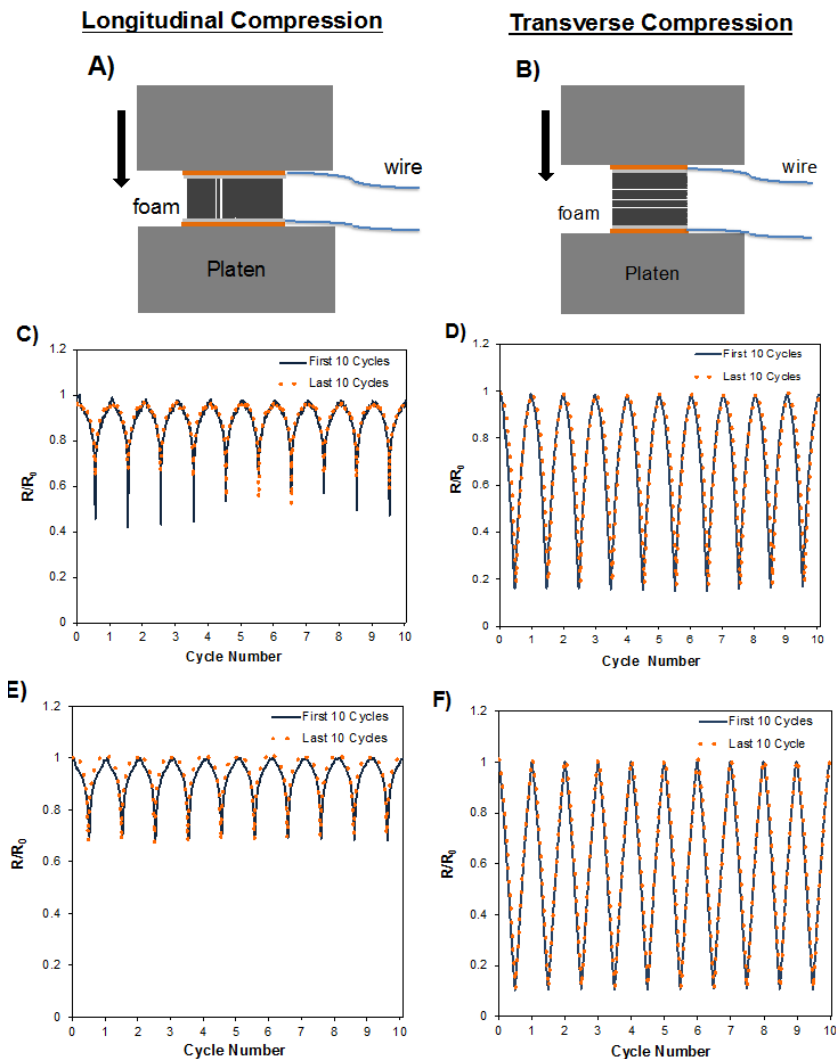 Longitudinal Compression
Transverse Compression
A)
wire
foam
Platen
B)
wire
foam
Platen
C)
1.2
1
0.8
0.6
0.4
0.2
0
R/R0
First 10 Cycles
Last 10 Cycles
0 1 2 3 4 5 6 7 8 9 10
Cycle Number
D)
1.2
1
0.8
0.6
0.4
0.2
0
R/R0
First 10 Cycles
Last 10 Cycles
0 1 2 3 4 5 6 7 8 9 10
Cycle Number
E)
1.2
1
0.8
0.6
0.4
0.2
0
R/R0
First 10 Cycles
Last 10 Cycles
0 1 2 3 4 5 6 7 8 9 10
Cycle Number
F)
1.2
1
0.8
0.6
0.4
0.2
0
R/R0
First 10 Cycles
Last 10 Cycle
0 1 2 3 4 5 6 7 8 9 10
Cycle Number